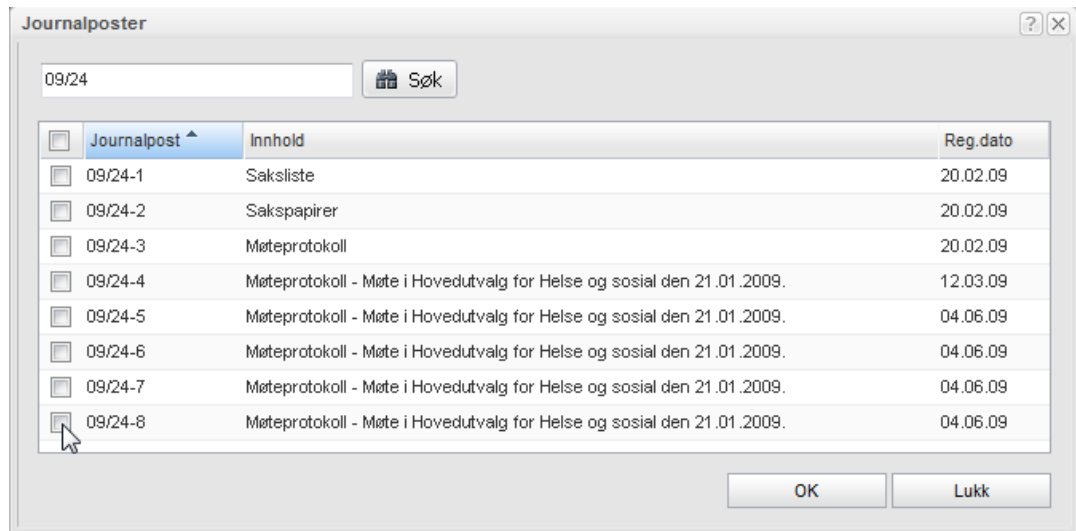 Journalposter
09/24 Søk
Journalpost Innhold Reg.dato
09/24-1 Saksliste 20.02.09
09/24-2 Sakspapirer 20.02.09
09/24-3 Møteprotokoll 20.02.09
09/24-4 Møteprotokoll - Møte i Hovedutvalg for Helse og sosial den 21.01.2009. 12.03.09
09/24-5 Møteprotokoll - Møte i Hovedutvalg for Helse og sosial den 21.01.2009. 04.06.09
09/24-6 Møteprotokoll - Møte i Hovedutvalg for Helse og sosial den 21.01.2009. 04.06.09
09/24-7 Møteprotokoll - Møte i Hovedutvalg for Helse og sosial den 21.01.2009. 04.06.09
09/24-8 Møteprotokoll - Møte i Hovedutvalg for Helse og sosial den 21.01.2009. 04.06.09
OK Lukk